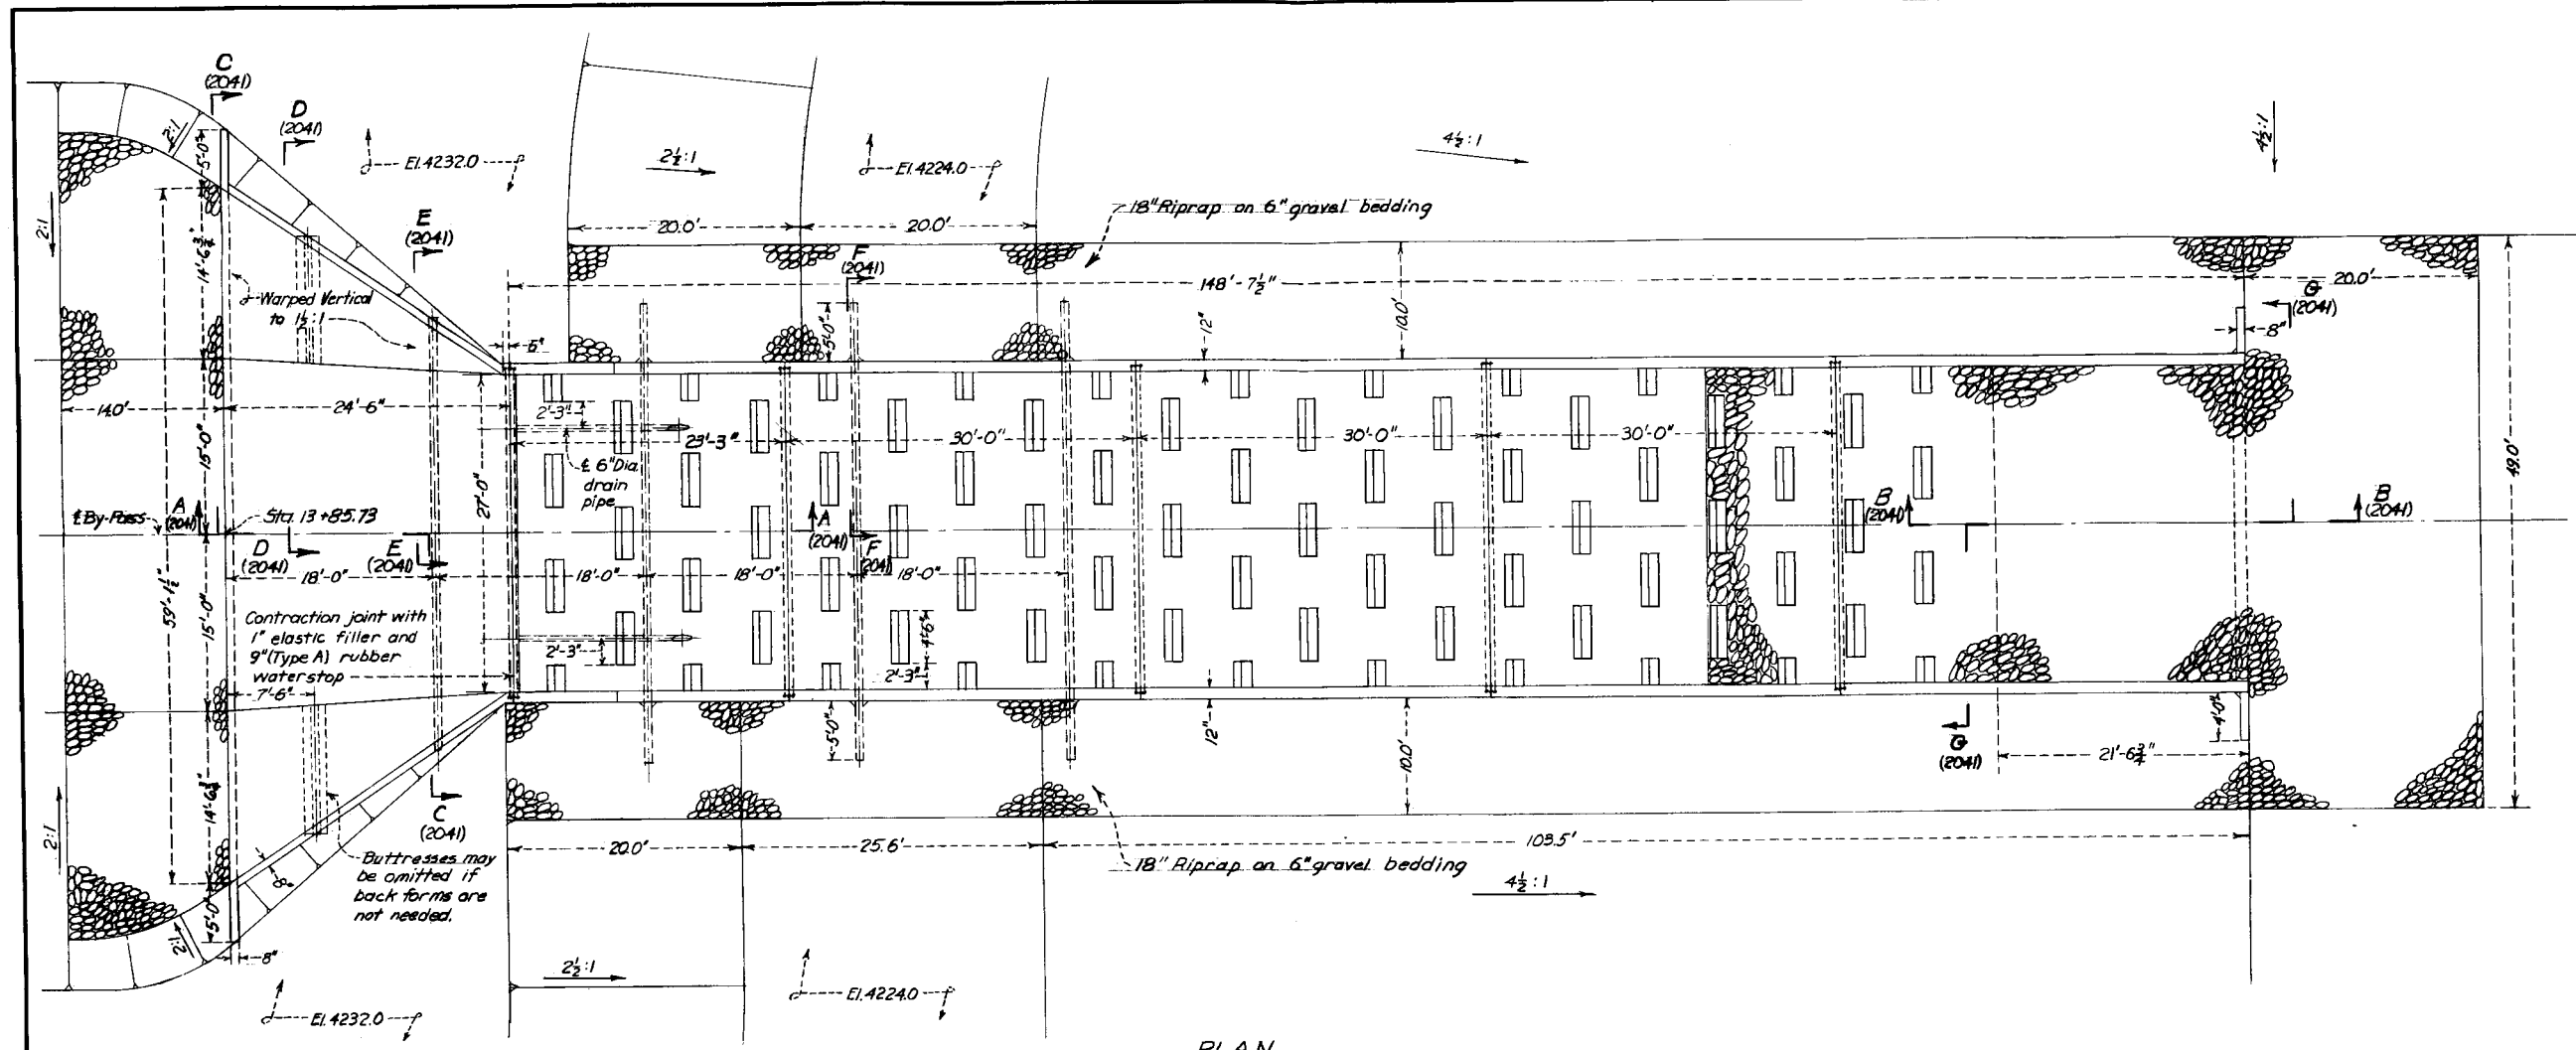 C
(2041)
D
(2041)
E
(2041)
2:1
2:1
5'-0"
El. 4232.0
2½:1
El. 4224.0
4½:1
4½:1
18" Riprap on 6" gravel bedding
20.0'
20.0'
F
(2041)
148'-7½"
20.0'
G
(2041)
8"
14'-6¾"
Warped Vertical
to 1½:1
6"
5'-0"
12"
10.0'
49.0'
14.0'
24'-6"
2'-3"
23'-3"
30'-0"
30'-0"
30'-0"
15'-0"
27'-0"
℄ 6" Dia.
drain
pipe
℄ By-Pass
A
(2041)
Sta. 13+85.73
A
(2041)
F
(2041)
B
(2041)
B
(2041)
D
(2041)
E
(2041)
18'-0"
18'-0"
18'-0"
18'-0"
59'-1½"
15'-0"
Contraction joint with
1" elastic filler and
9" (Type A) rubber
waterstop
7'-6"
2'-3"
4'-6"
2'-3"
5'-0"
12"
10.0'
4'-0"
G
(2041)
21'-6¾"
14'-6¾"
2:1
C
(2041)
8"
Buttresses may
be omitted if
back forms are
not needed.
20.0'
25.6'
103.5'
18" Riprap on 6" gravel bedding
4½:1
5'-0"
2:1
8"
2½:1
El. 4224.0
El. 4232.0
PLAN